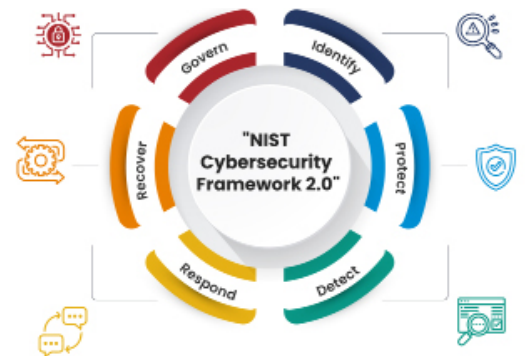 Govern
Identify
Recover
"NIST
Cybersecurity
Framework 2.0"
Protect
Respond
Detect